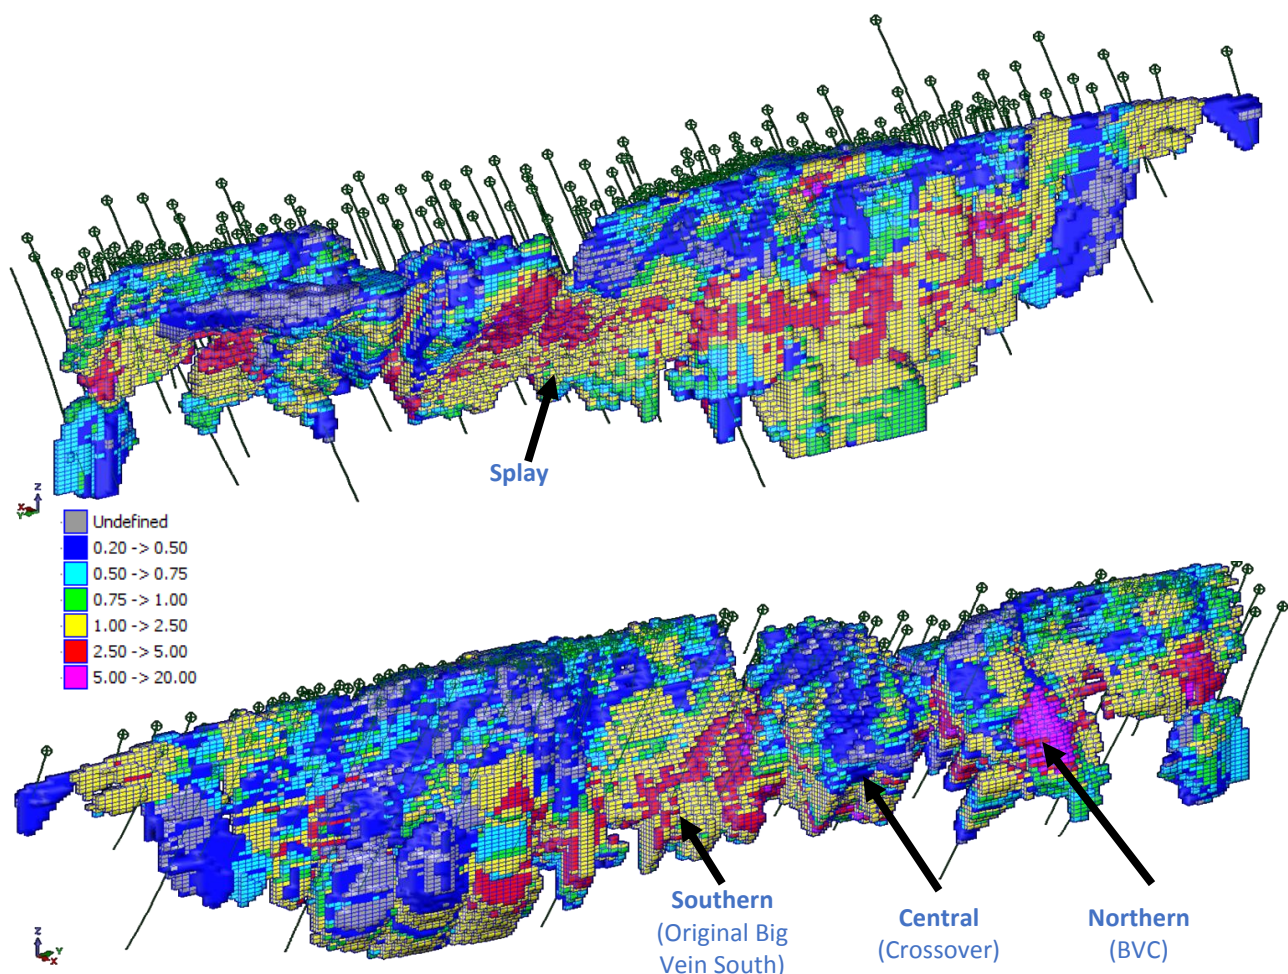 Splay
Z
X
Y
Undefined
0.20 -> 0.50
0.50 -> 0.75
0.75 -> 1.00
1.00 -> 2.50
2.50 -> 5.00
5.00 -> 20.00
Southern
(Original Big
Vein South)
Central
(Crossover)
Northern
(BVC)
Z
Y
X